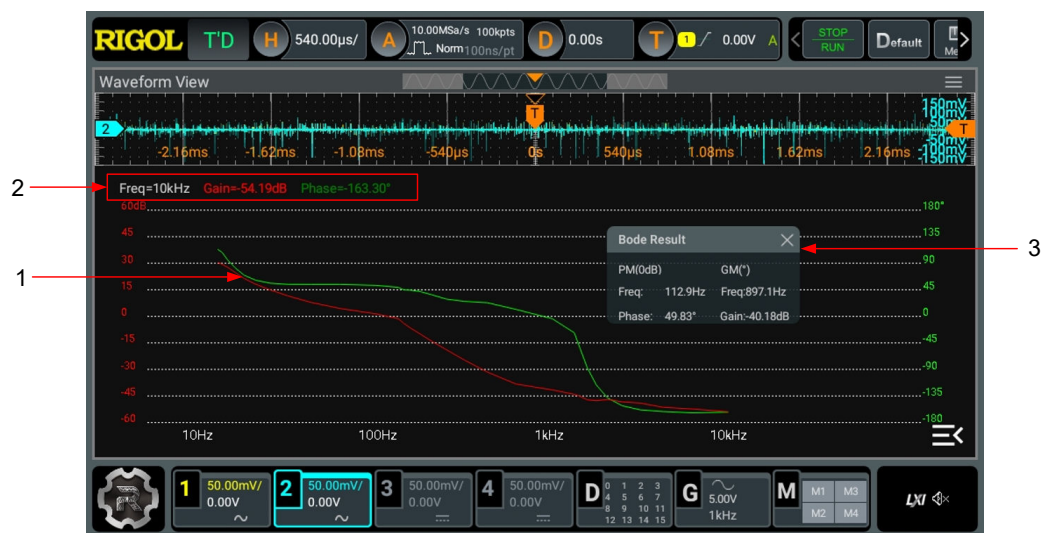 RIGOL T'D H 540.00μs/ A 10.00MSa/s 100kpts Norm 100ns/pt D 0.00s T 1 0.00V A STOP RUN Default Me
Waveform View
2 T T
150mV
-150mV
-2.16ms -1.62ms -1.08ms -540μs 0s 540μs 1.08ms 1.62ms 2.16ms
2 Freq=10kHz Gain=-54.19dB Phase=-163.30°
60dB 180°
45 135
Bode Result
3
30 90
PM(0dB) GM(°)
1
15 45
Freq: 112.9Hz Freq:897.1Hz
0 0
Phase: 49.83° Gain:-40.18dB
-15 -45
-30 -90
-45 -135
-60 -180
10Hz 100Hz 1kHz 10kHz
R
1 50.00mV/ 0.00V
2 50.00mV/ 0.00V
3 50.00mV/ 0.00V
4 50.00mV/ 0.00V
D 0 1 2 3
4 5 6 7
8 9 10 11
12 13 14 15
G 5.00V 1kHz
M M1 M3
M2 M4
LXI